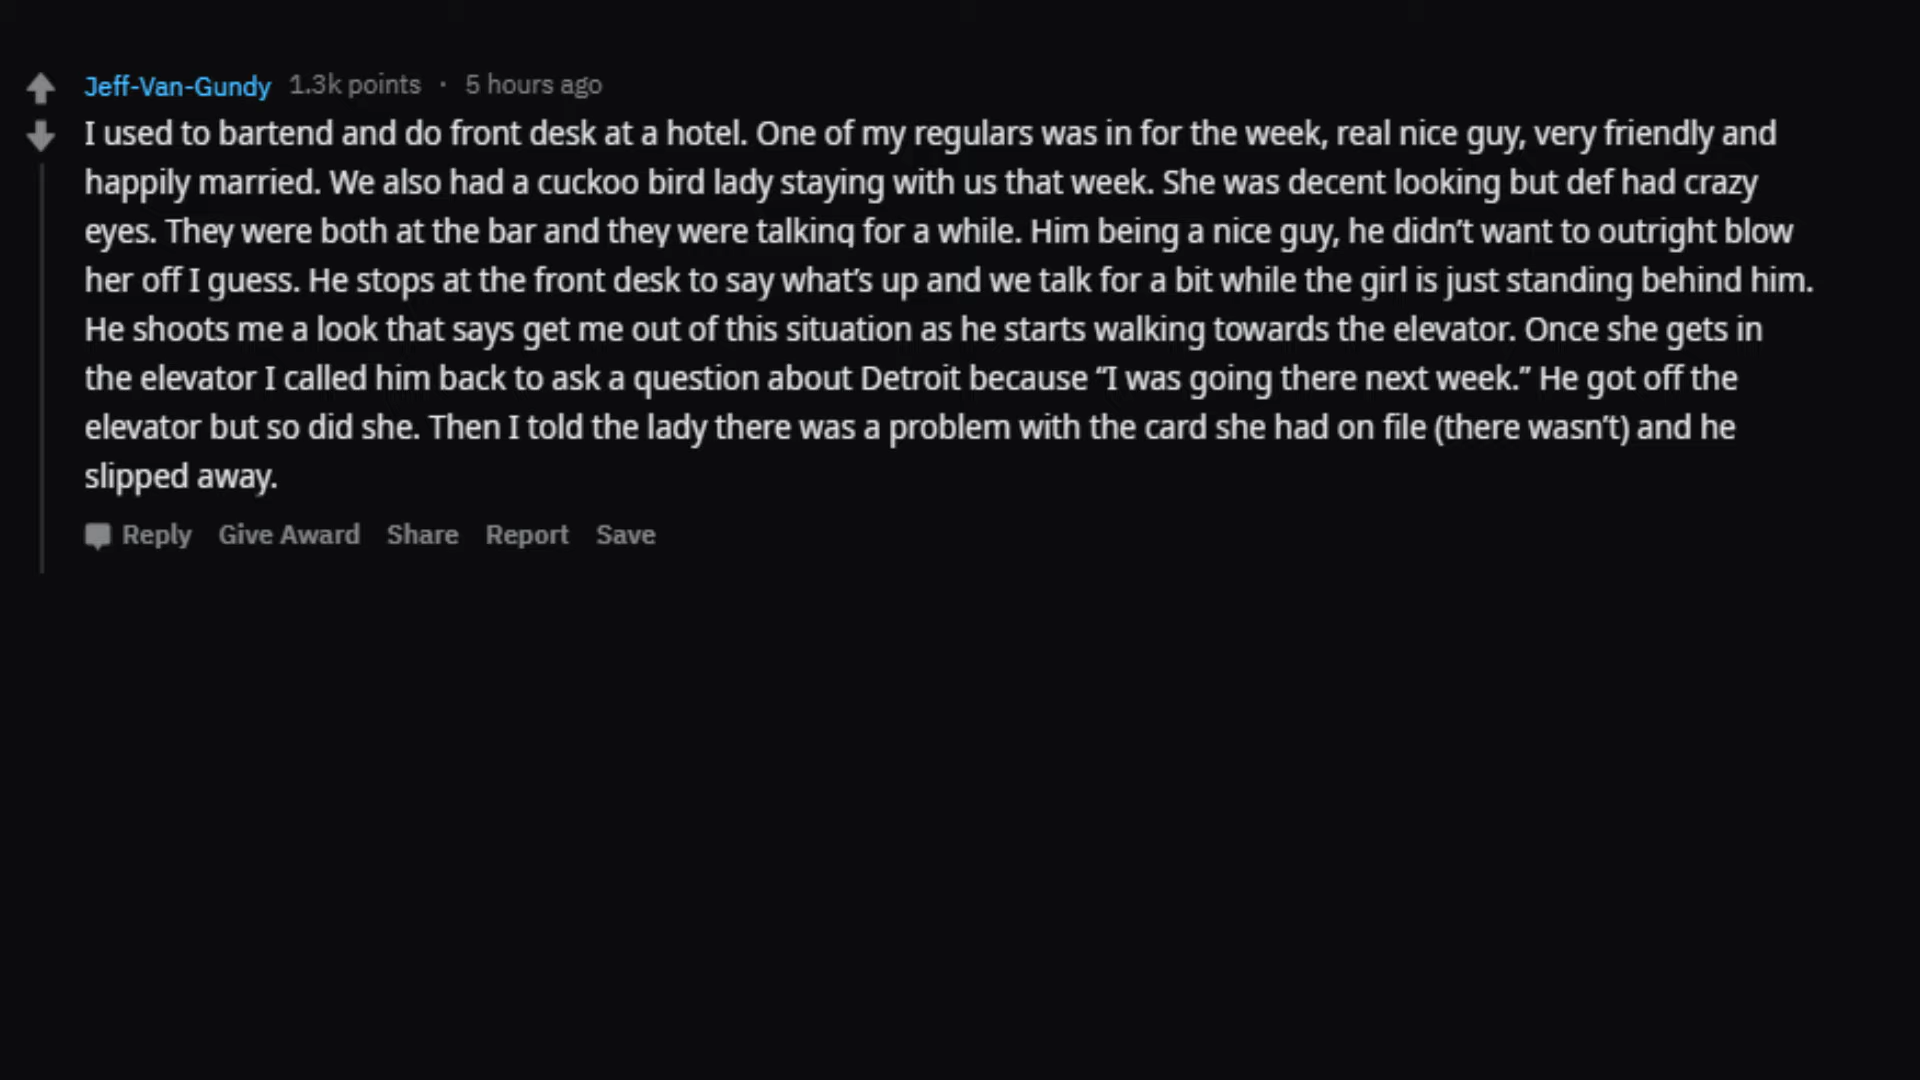 Jeff-Van-Gundy 1.3k points · 5 hours ago
I used to bartend and do front desk at a hotel. One of my regulars was in for the week, real nice guy, very friendly and
happily married. We also had a cuckoo bird lady staying with us that week. She was decent looking but def had crazy
eyes. They were both at the bar and they were talking for a while. Him being a nice guy, he didn’t want to outright blow
her off I guess. He stops at the front desk to say what’s up and we talk for a bit while the girl is just standing behind him.
He shoots me a look that says get me out of this situation as he starts walking towards the elevator. Once she gets in
the elevator I called him back to ask a question about Detroit because “I was going there next week.” He got off the
elevator but so did she. Then I told the lady there was a problem with the card she had on file (there wasn’t) and he
slipped away.
Reply Give Award Share Report Save